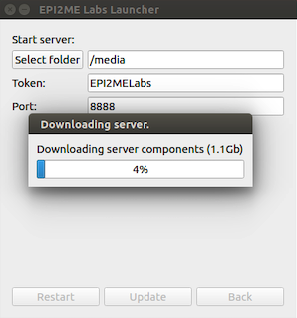 EPI2ME Labs Launcher
Start server:
Select folder /media
Token: EPI2MELabs
Port: 8888
Downloading server.
Downloading server components (1.1Gb)
4%
Restart Update Back